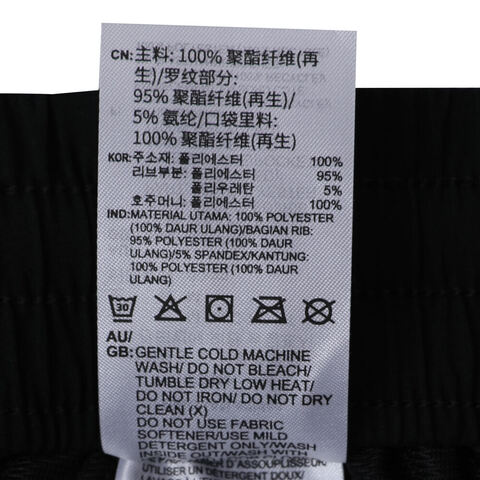 CN: 主料: 100% 聚酯纤维(再
生)/罗纹部分:
95% 聚酯纤维(再生)/
5% 氨纶/口袋里料:
100% 聚酯纤维(再生)
KOR: 주소재: 폴리에스터 100%
리브부분: 폴리에스터 95%
폴리우레탄 5%
호주머니: 폴리에스터 100%
IND: MATERIAL UTAMA: 100% POLYESTER
(100% DAUR ULANG)/BAGIAN RIB:
95% POLYESTER (100% DAUR
ULANG)/5% SPANDEX/KANTUNG:
100% POLYESTER (100% DAUR
ULANG)
30
AU/
GB: GENTLE COLD MACHINE
WASH/ DO NOT BLEACH/
TUMBLE DRY LOW HEAT/
DO NOT IRON/ DO NOT DRY
CLEAN (X)
DO NOT USE FABRIC
SOFTENER/USE MILD
DETERGENT ONLY/WASH
INSIDE OUT/WASH WITH
D'ASSOUPLISSEUR